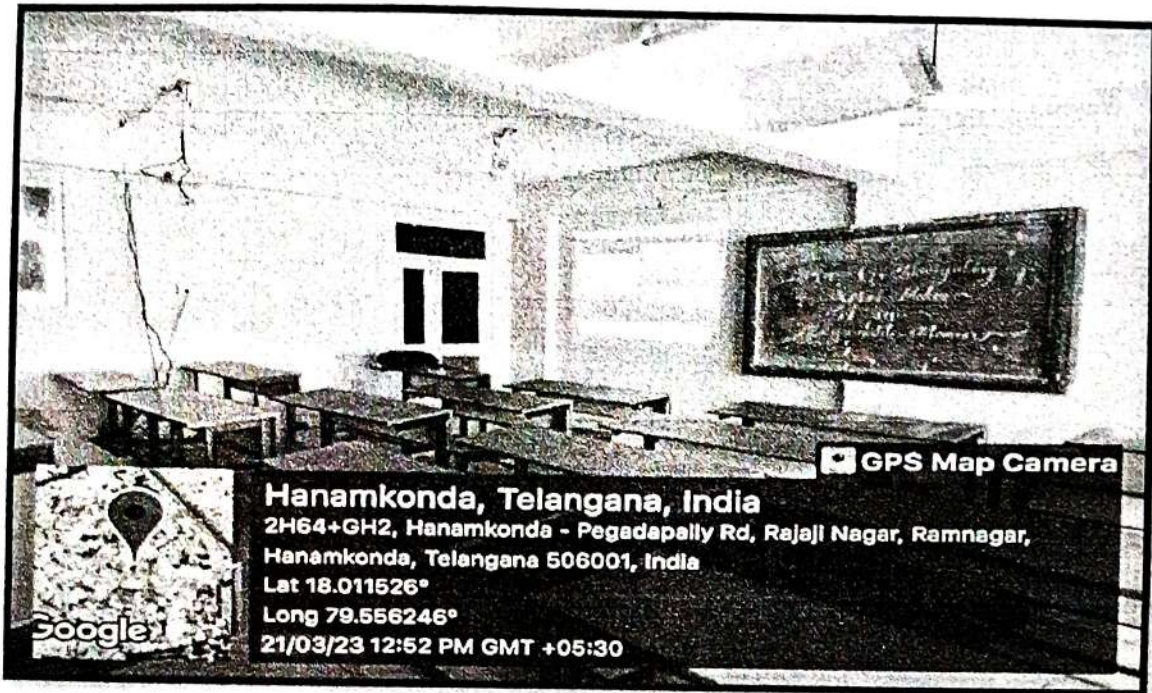 GPS Map Camera
Hanamkonda, Telangana, India
2H64+GH2, Hanamkonda - Pegadapally Rd, Rajaji Nagar, Ramnagar,
Hanamkonda, Telangana 506001, India
Lat 18.011526°
Long 79.556246°
21/03/23 12:52 PM GMT +05:30
Google